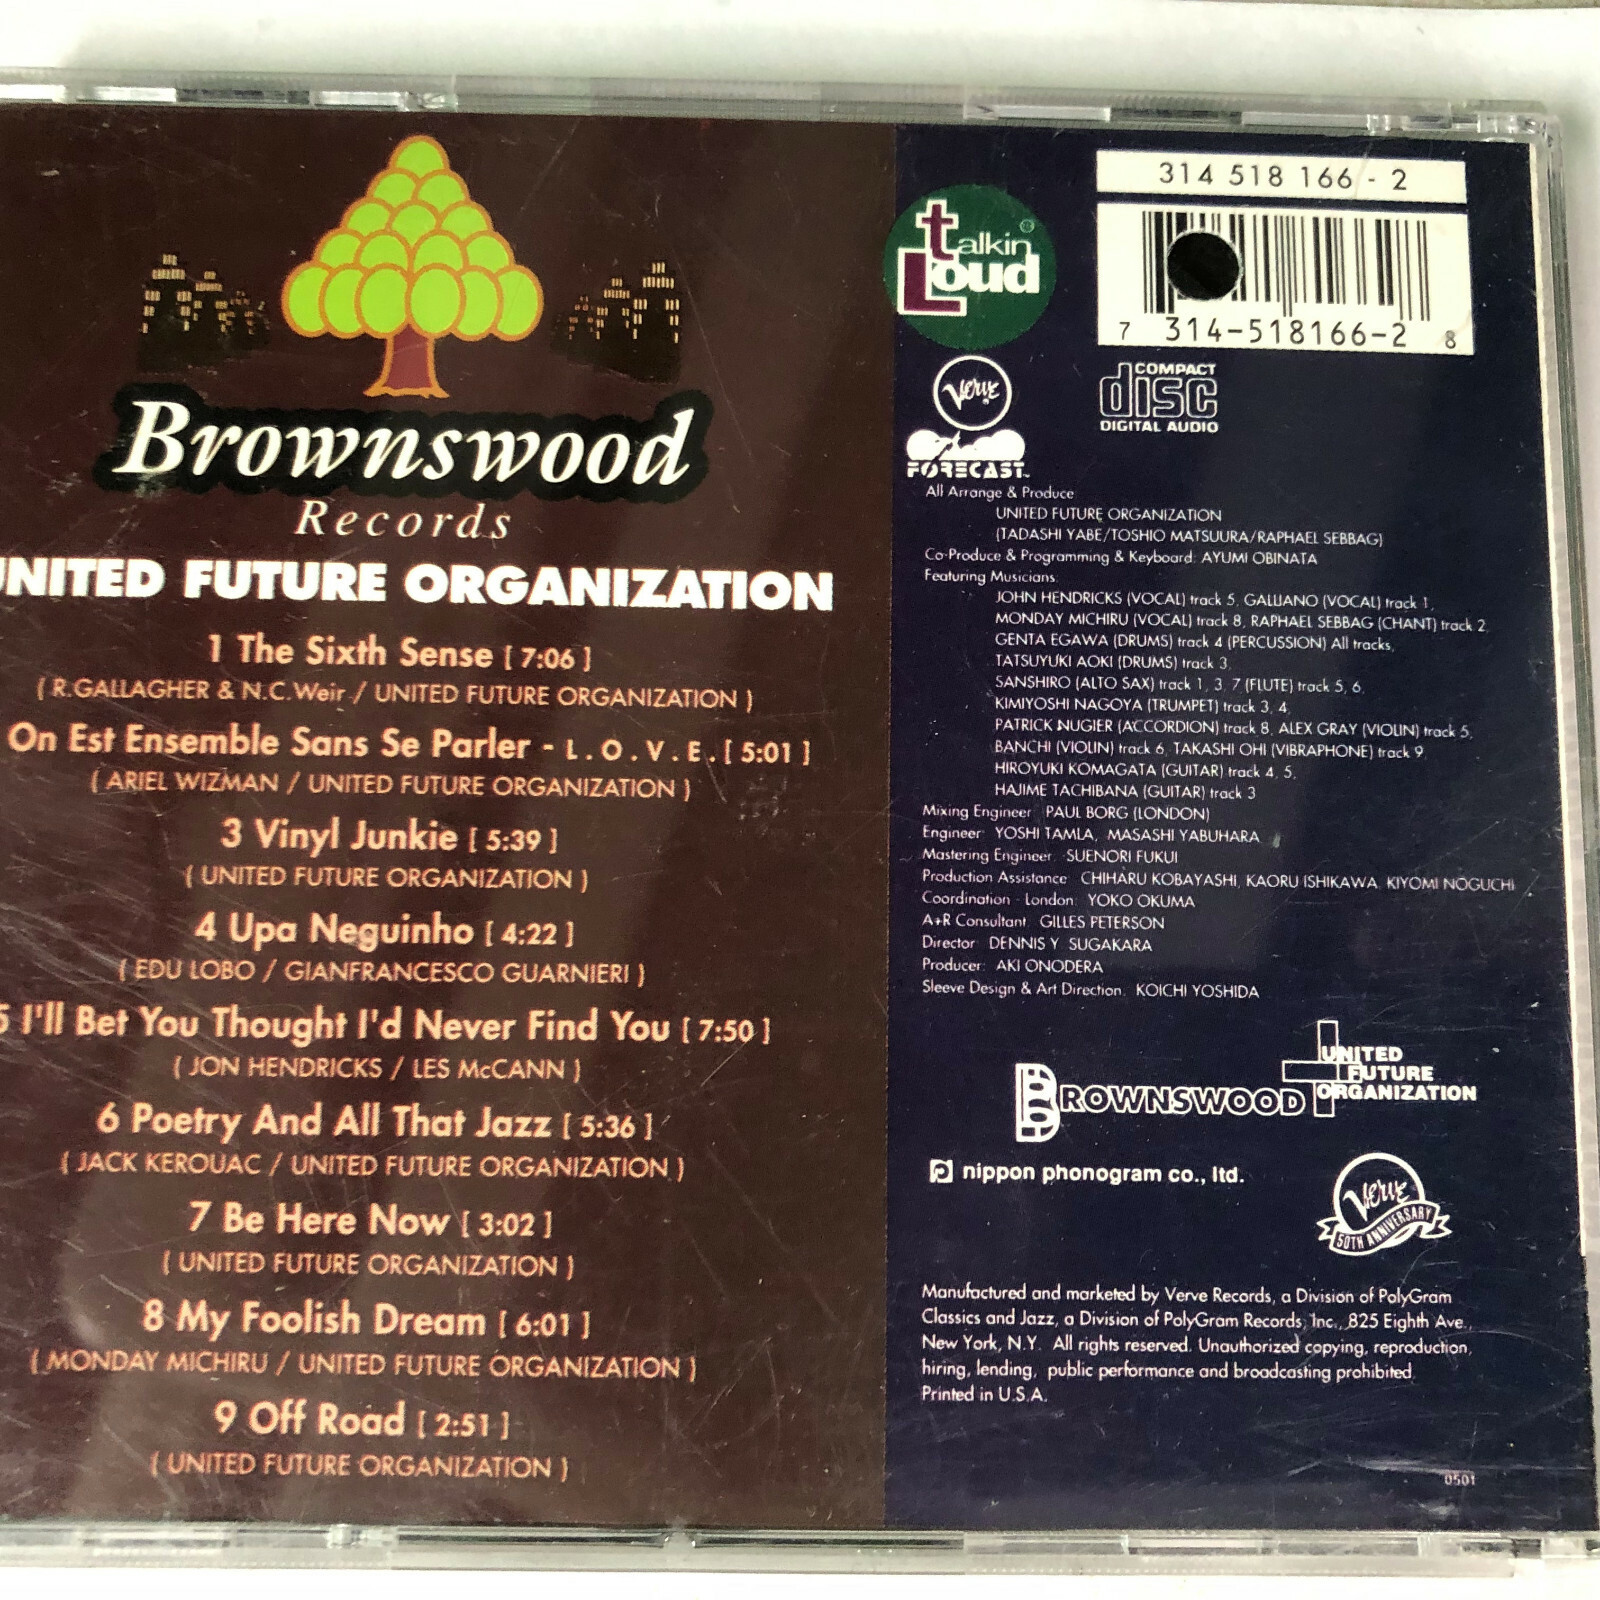 Brownswood
Records
UNITED FUTURE ORGANIZATION
1 The Sixth Sense [ 7:06 ]
( R.GALLAGHER & N.C.Weir / UNITED FUTURE ORGANIZATION )
On Est Ensemble Sans Se Parler - L.O.V.E. [ 5:01 ]
( ARIEL WIZMAN / UNITED FUTURE ORGANIZATION )
3 Vinyl Junkie [ 5:39 ]
( UNITED FUTURE ORGANIZATION )
4 Upa Neguinho [ 4:22 ]
( EDU LOBO / GIANFRANCESCO GUARNIERI )
5 I'll Bet You Thought I'd Never Find You [ 7:50 ]
( JON HENDRICKS / LES McCANN )
6 Poetry And All That Jazz [ 5:36 ]
( JACK KEROUAC / UNITED FUTURE ORGANIZATION )
7 Be Here Now [ 3:02 ]
( UNITED FUTURE ORGANIZATION )
8 My Foolish Dream [ 6:01 ]
( MONDAY MICHIRU / UNITED FUTURE ORGANIZATION )
9 Off Road [ 2:51 ]
( UNITED FUTURE ORGANIZATION )
talkin
Loud
314 518 166 - 2
7 314-518166-2 8
Verve
FORECAST™
COMPACT
disc
DIGITAL AUDIO
All Arrange & Produce
UNITED FUTURE ORGANIZATION
(TADASHI YABE/TOSHIO MATSUURA/RAPHAEL SEBBAG)
Co-Produce & Programming & Keyboard: AYUMI OBINATA
Featuring Musicians:
JOHN HENDRICKS (VOCAL) track 5, GALLIANO (VOCAL) track 1,
MONDAY MICHIRU (VOCAL) track 8, RAPHAEL SEBBAG (CHANT) track 2,
GENTA EGAWA (DRUMS) track 4 (PERCUSSION) All tracks,
TATSUYUKI AOKI (DRUMS) track 3,
SANSHIRO (ALTO SAX) track 1, 3, 7 (FLUTE) track 5, 6,
KIMIYOSHI NAGOYA (TRUMPET) track 3, 4,
PATRICK NUGIER (ACCORDION) track 8, ALEX GRAY (VIOLIN) track 5,
BANCHI (VIOLIN) track 6, TAKASHI OHI (VIBRAPHONE) track 9,
HIROYUKI KOMAGATA (GUITAR) track 4, 5,
HAJIME TACHIBANA (GUITAR) track 3
Mixing Engineer: PAUL BORG (LONDON)
Engineer: YOSHI TAMLA, MASASHI YABUHARA
Mastering Engineer: SUENORI FUKUI
Production Assistance: CHIHARU KOBAYASHI, KAORU ISHIKAWA, KIYOMI NOGUCHI
Coordination - London: YOKO OKUMA
A+R Consultant: GILLES PETERSON
Director: DENNIS Y. SUGAKARA
Producer: AKI ONODERA
Sleeve Design & Art Direction: KOICHI YOSHIDA
BROWNSWOOD
UNITED
FUTURE
ORGANIZATION
nippon phonogram co., ltd.
Verve
50TH ANNIVERSARY
Manufactured and marketed by Verve Records, a Division of PolyGram
Classics and Jazz, a Division of PolyGram Records, Inc., 825 Eighth Ave.,
New York, N.Y. All rights reserved. Unauthorized copying, reproduction,
hiring, lending, public performance and broadcasting prohibited.
Printed in U.S.A.
0501